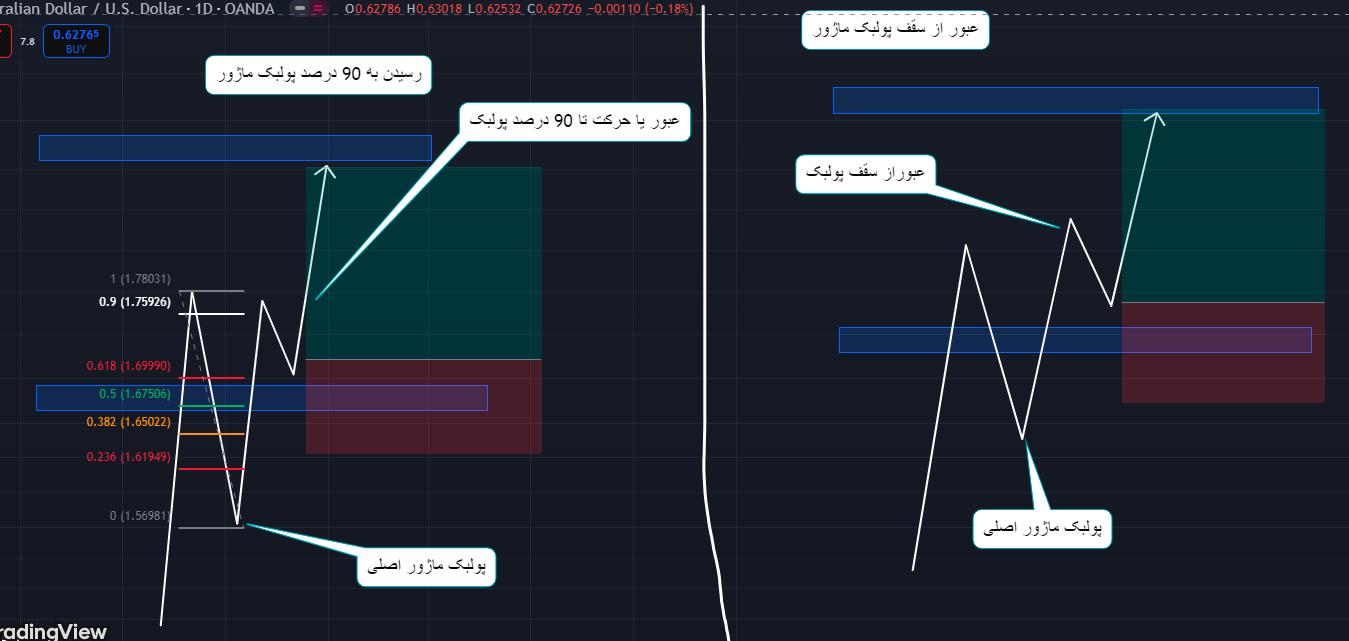 ralian Dollar / U.S. Dollar · 1D · OANDA O0.62786 H0.63018 L0.62532 C0.62726 −0.00110 (−0.18%)
7.8
0.62765
BUY
رسیدن به 90 درصد پولبک ماژور
عبور یا حرکت تا 90 درصد پولبک
1 (1.78031)
0.9 (1.75926)
0.618 (1.69990)
0.5 (1.67506)
0.382 (1.65022)
0.236 (1.61949)
0 (1.56981)
پولبک ماژور اصلی
عبور از سقف پولبک ماژور
عبوراز سقف پولبک
پولبک ماژور اصلی
radingView